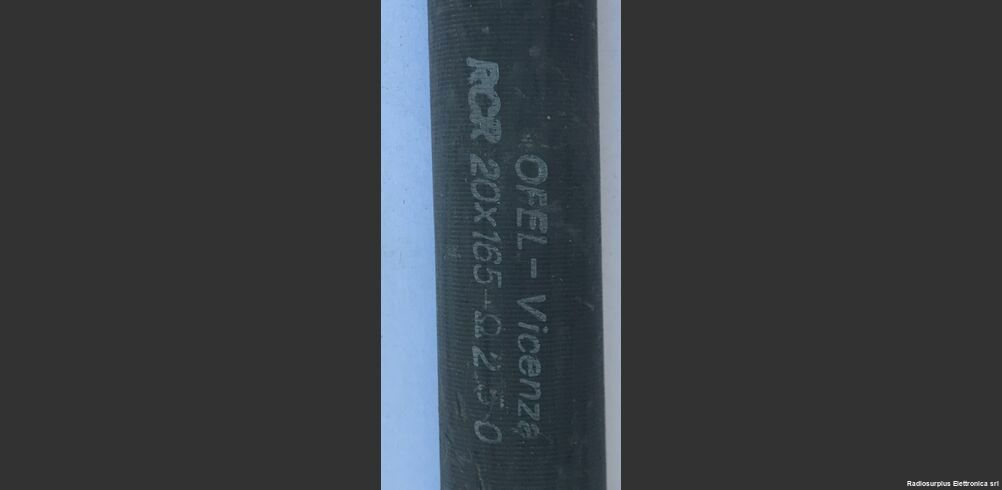 OFEL - Vicenza
RCR 20x165-Ω 250
Radiosurplus Elettronica srl